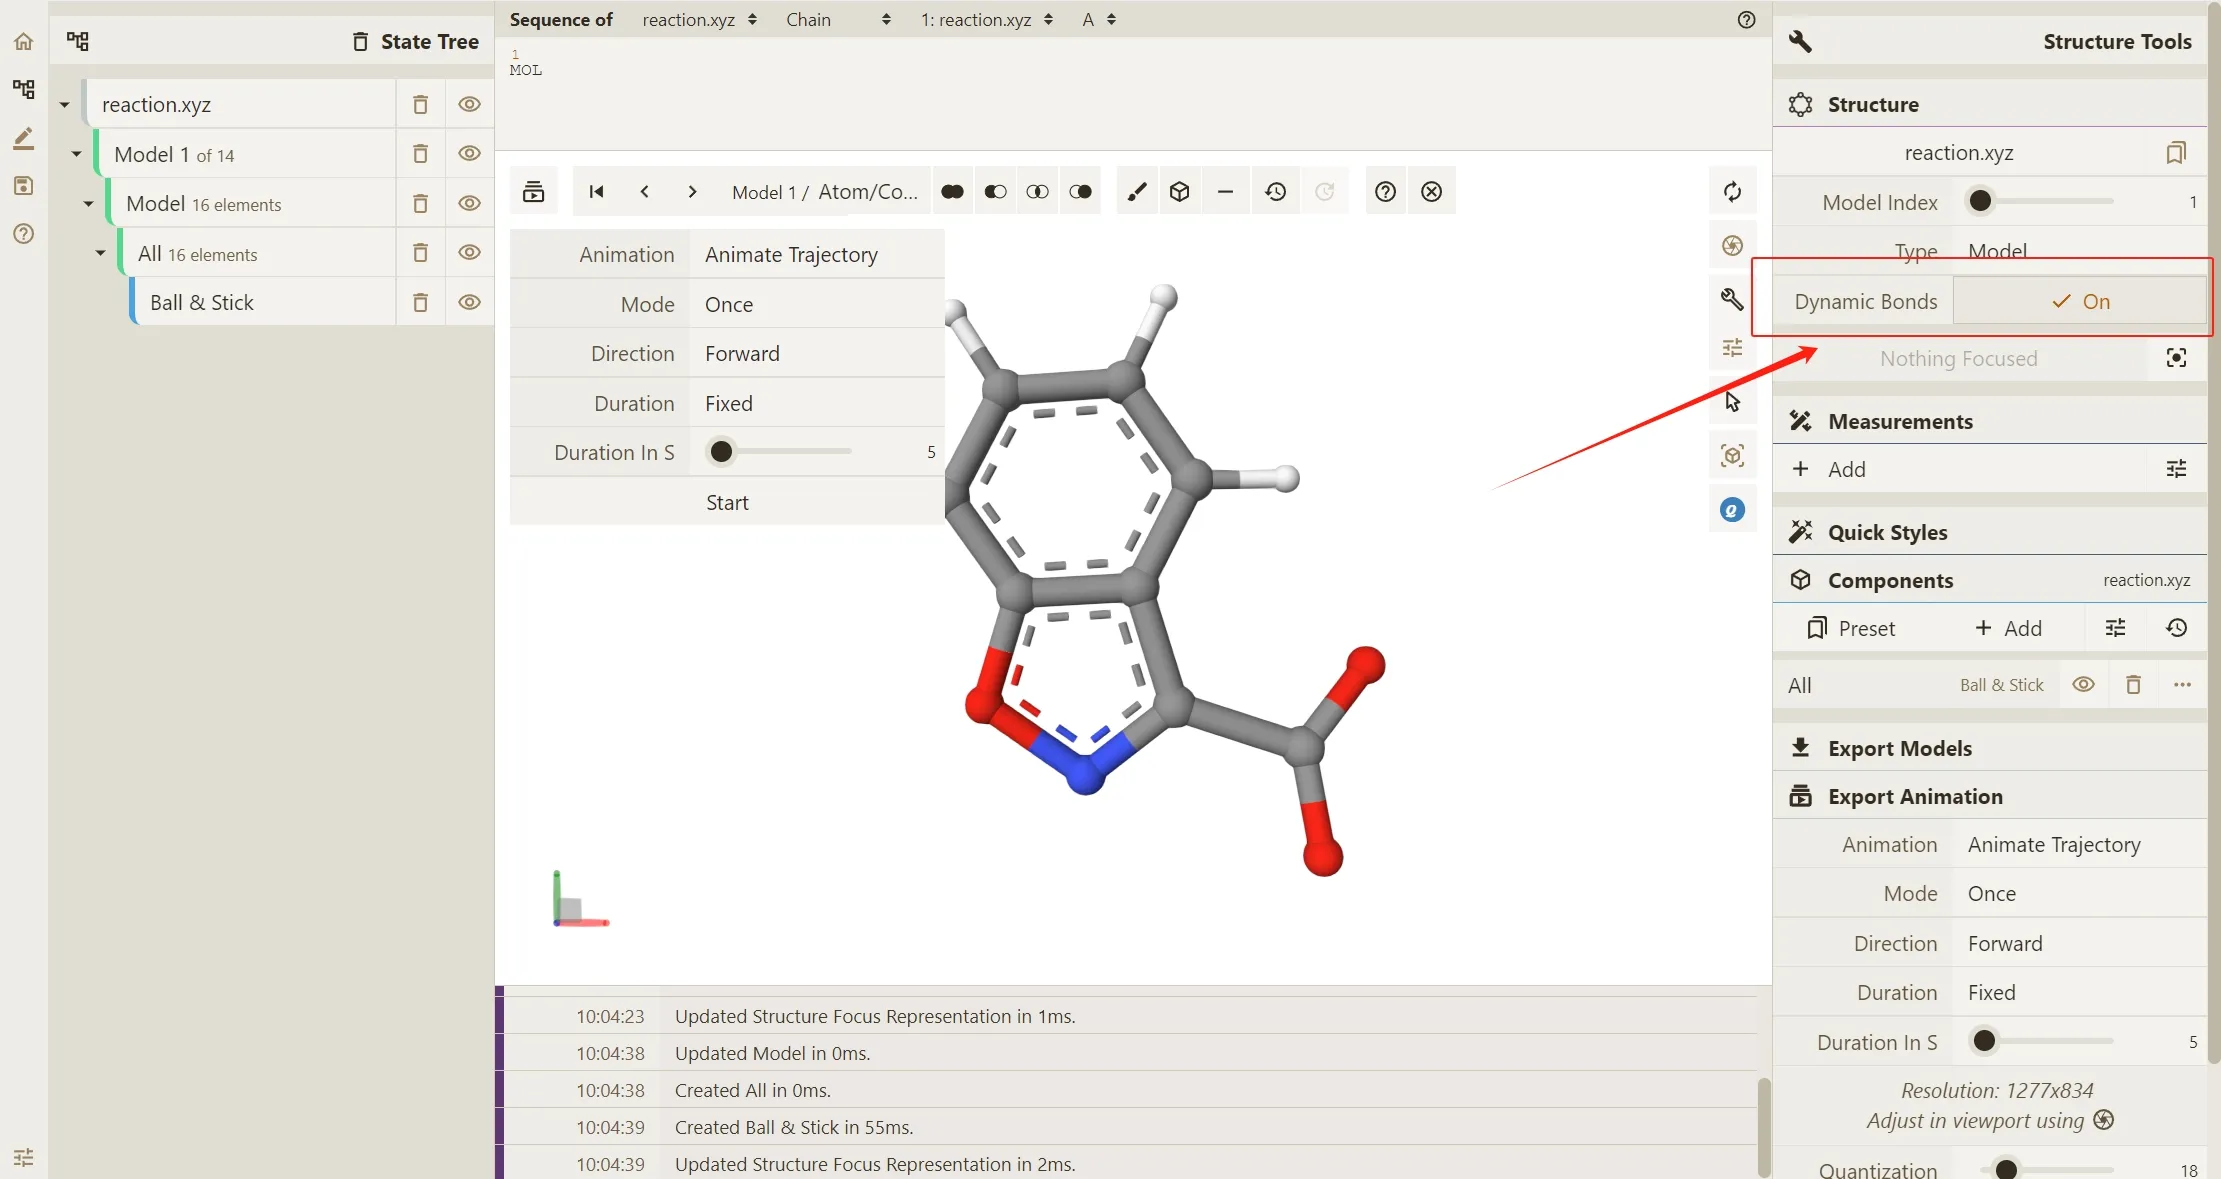 State Tree
reaction.xyz
Model 1 of 14
Model 16 elements
All 16 elements
Ball & Stick
Sequence of reaction.xyz Chain 1: reaction.xyz A
1
MOL
Model 1 / Atom/Co...
Animation Animate Trajectory
Mode Once
Direction Forward
Duration Fixed
Duration In S 5
Start
10:04:23 Updated Structure Focus Representation in 1ms.
10:04:38 Updated Model in 0ms.
10:04:38 Created All in 0ms.
10:04:39 Created Ball & Stick in 55ms.
10:04:39 Updated Structure Focus Representation in 2ms.
Structure Tools
Structure
reaction.xyz
Model Index 1
Type Model
Dynamic Bonds On
Nothing Focused
Measurements
+ Add
Quick Styles
Components reaction.xyz
Preset + Add
All Ball & Stick
Export Models
Export Animation
Animation Animate Trajectory
Mode Once
Direction Forward
Duration Fixed
Duration In S 5
Resolution: 1277x834
Adjust in viewport using
Quantization 18